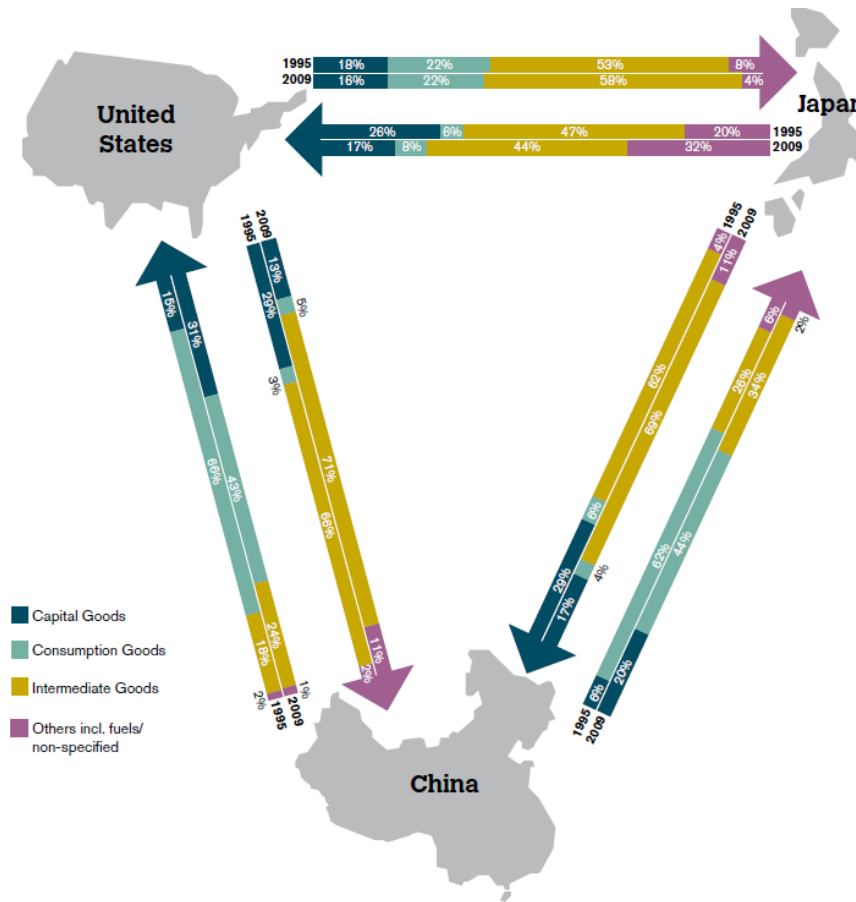 1995 18% 22% 53% 8%
2009 16% 22% 58% 4%
United States
Japan
26% 6% 47% 20% 1995
17% 8% 44% 32% 2009
2009 13% 5% 71% 11%
1995 29% 3% 66% 2%
1995 4% 62% 6% 29%
2009 11% 69% 4% 17%
15% 66% 18% 2% 1995
31% 43% 24% 1% 2009
6% 26% 62% 6% 1995
2% 34% 44% 20% 2009
Capital Goods
Consumption Goods
Intermediate Goods
Others incl. fuels/
non-specified
China